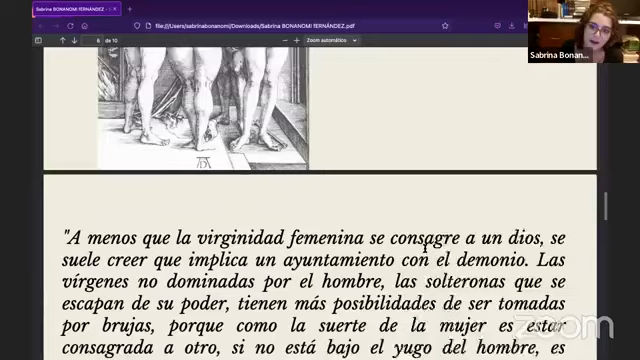 Sabrina BONANOMI FERNÁNDEZ
file:///Users/sabrinabonanomi/Downloads/Sabrina BONANOMI FERNÁNDEZ.pdf
6 de 10
Zoom automático
Sabrina Bonan...
"A menos que la virginidad femenina se consagre a un dios, se
suele creer que implica un ayuntamiento con el demonio. Las
vírgenes no dominadas por el hombre, las solteronas que se
escapan de su poder, tienen más posibilidades de ser tomadas
por brujas, porque como la suerte de la mujer es estar
consagrada a otro, si no está bajo el yugo del hombre, es
zoom